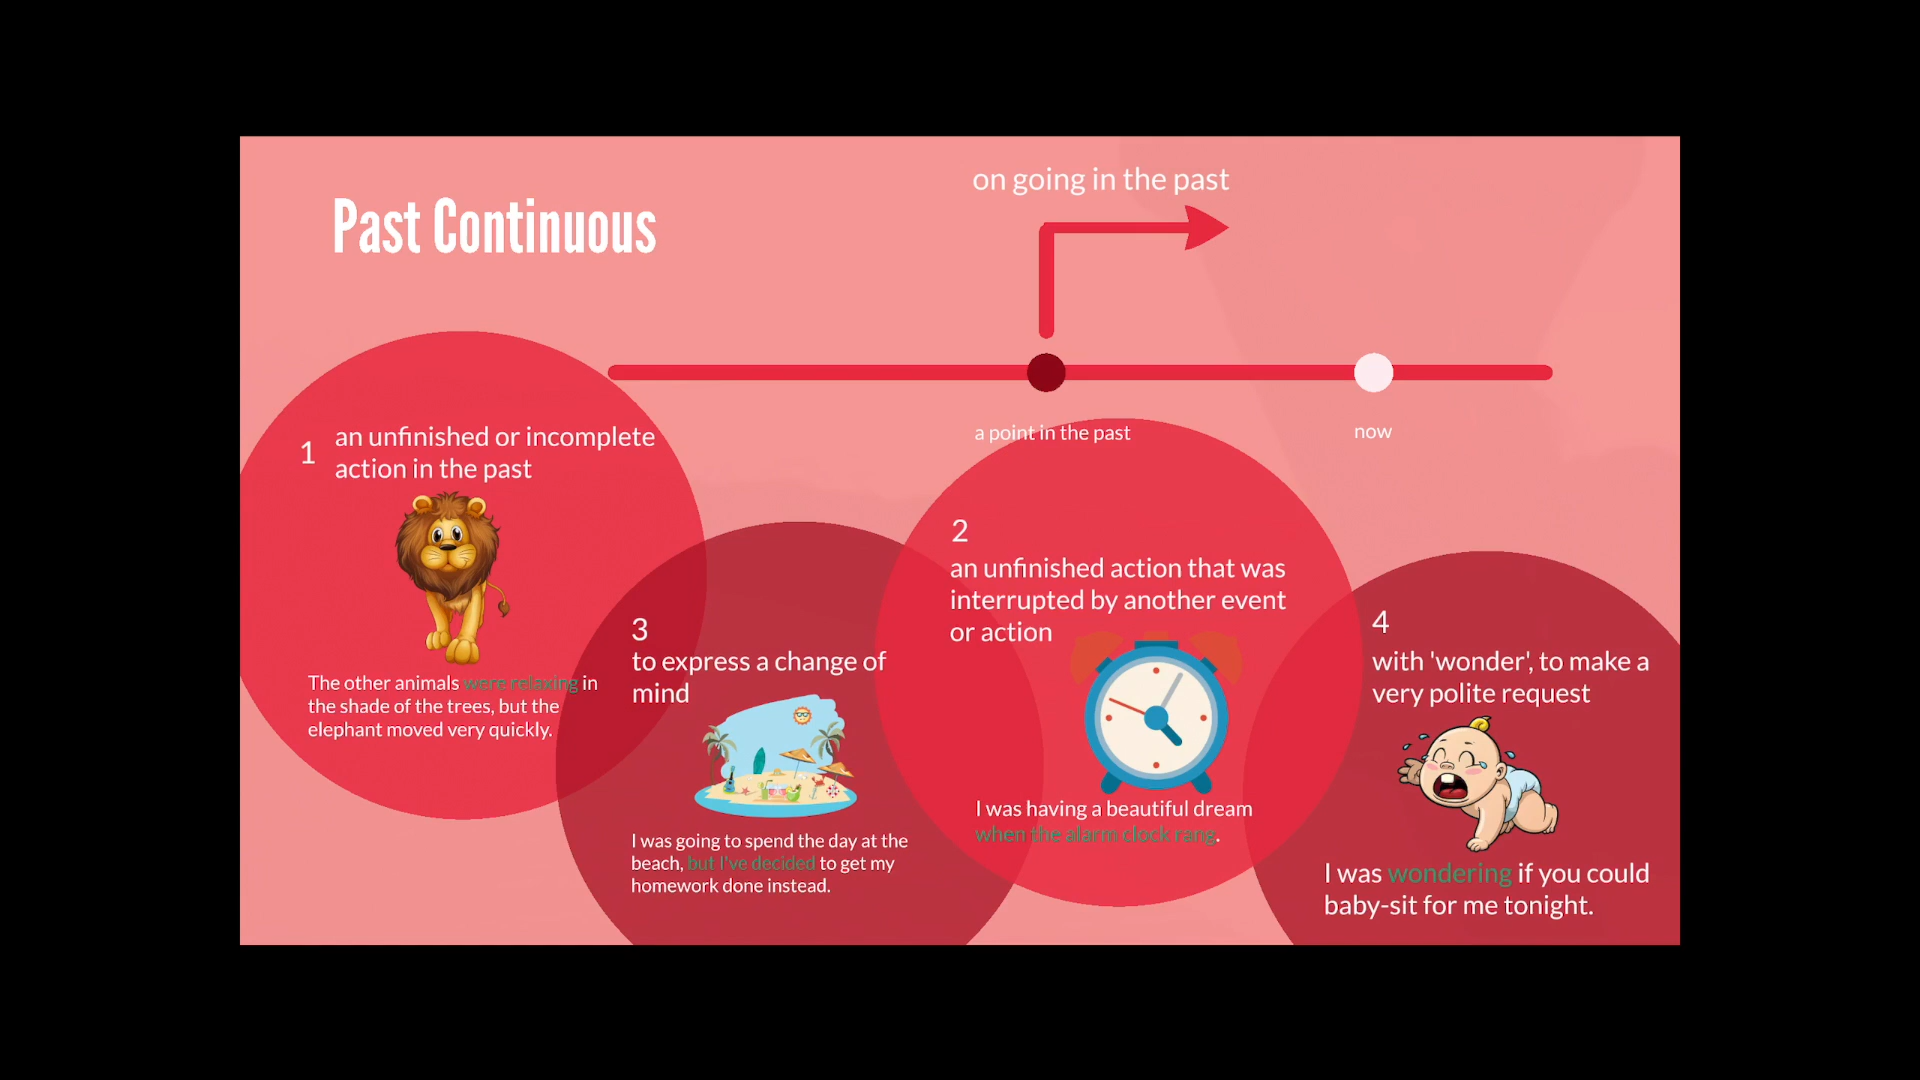 Past Continuous
on going in the past
a point in the past
now
1
an unfinished or incomplete
action in the past
The other animals were relaxing in
the shade of the trees, but the
elephant moved very quickly.
2
an unfinished action that was
interrupted by another event
or action
I was having a beautiful dream
when the alarm clock rang.
3
to express a change of
mind
I was going to spend the day at the
beach, but I've decided to get my
homework done instead.
4
with 'wonder', to make a
very polite request
I was wondering if you could
baby-sit for me tonight.